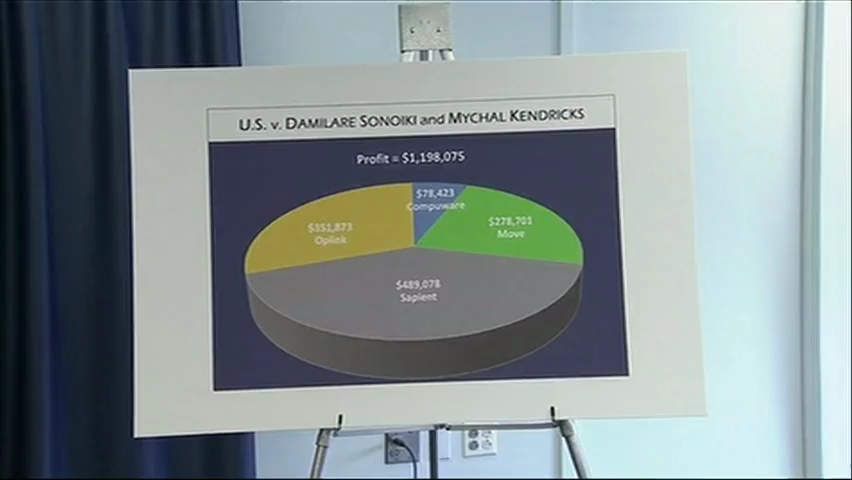 U.S. v. DAMILARE SONOIKI and MYCHAL KENDRICKS
Profit = $1,198,075
$78,423
Compuware
$278,701
Move
$351,873
Oplink
$489,078
Sapient